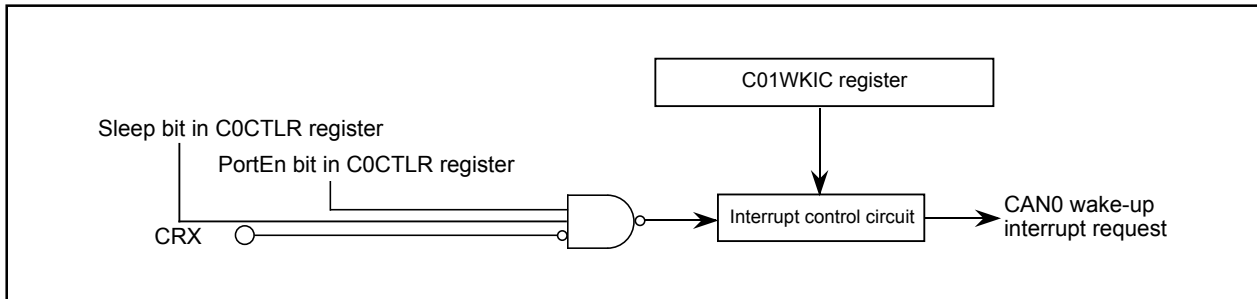 C01WKIC register
Sleep bit in C0CTLR register
PortEn bit in C0CTLR register
CRX
Interrupt control circuit
CAN0 wake-up
interrupt request